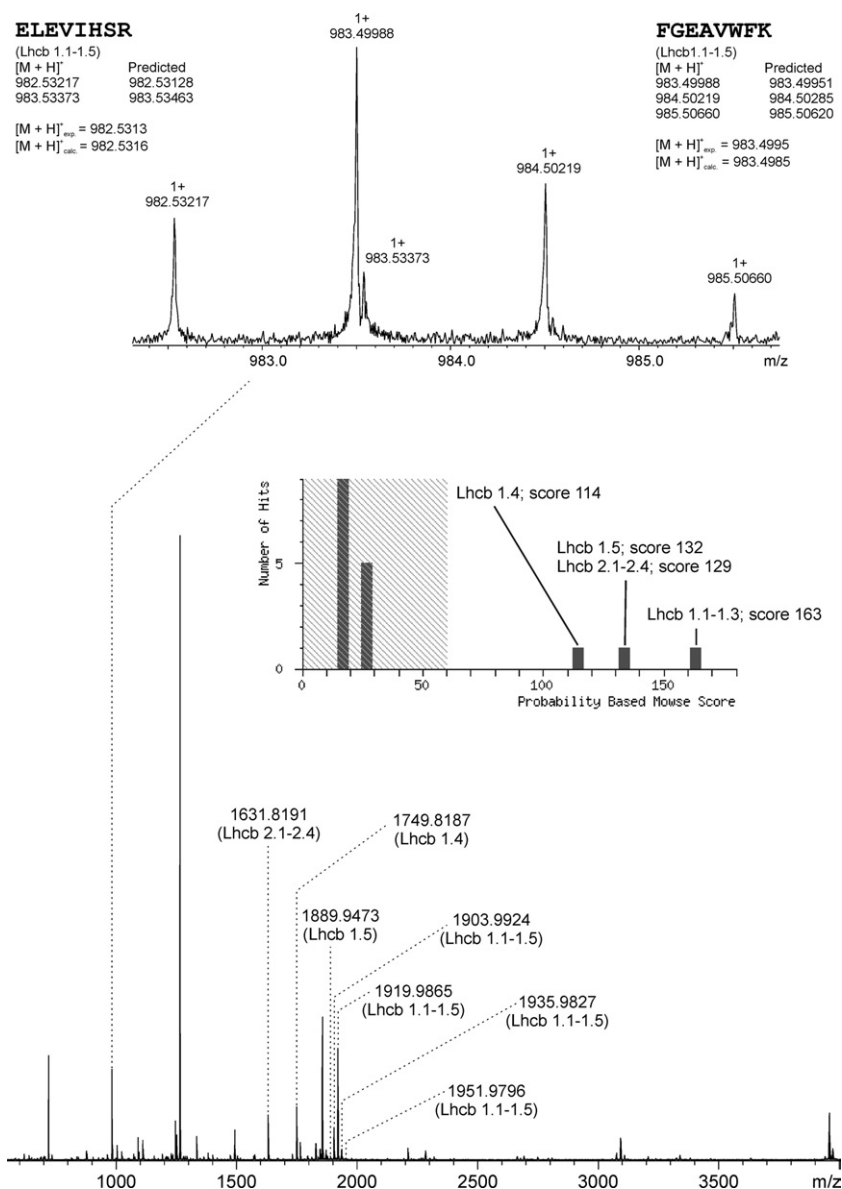 ELEVIHSR
(Lhcb 1.1-1.5)
[M + H]+ Predicted
982.53217 982.53128
983.53373 983.53463
[M + H]+exp. = 982.5313
[M + H]+calc. = 982.5316
FGEAVWFK
(Lhcb1.1-1.5)
[M + H]+ Predicted
983.49988 983.49951
984.50219 984.50285
985.50660 985.50620
[M + H]+exp. = 983.4995
[M + H]+calc. = 983.4985
1+
983.49988
1+
982.53217
1+
984.50219
1+
983.53373
1+
985.50660
983.0 984.0 985.0 m/z
Number of Hits
5
0
0 50 100 150
Probability Based Mowse Score
Lhcb 1.4; score 114
Lhcb 1.5; score 132
Lhcb 2.1-2.4; score 129
Lhcb 1.1-1.3; score 163
1631.8191
(Lhcb 2.1-2.4)
1749.8187
(Lhcb 1.4)
1889.9473
(Lhcb 1.5)
1903.9924
(Lhcb 1.1-1.5)
1919.9865
(Lhcb 1.1-1.5)
1935.9827
(Lhcb 1.1-1.5)
1951.9796
(Lhcb 1.1-1.5)
1000 1500 2000 2500 3000 3500 m/z